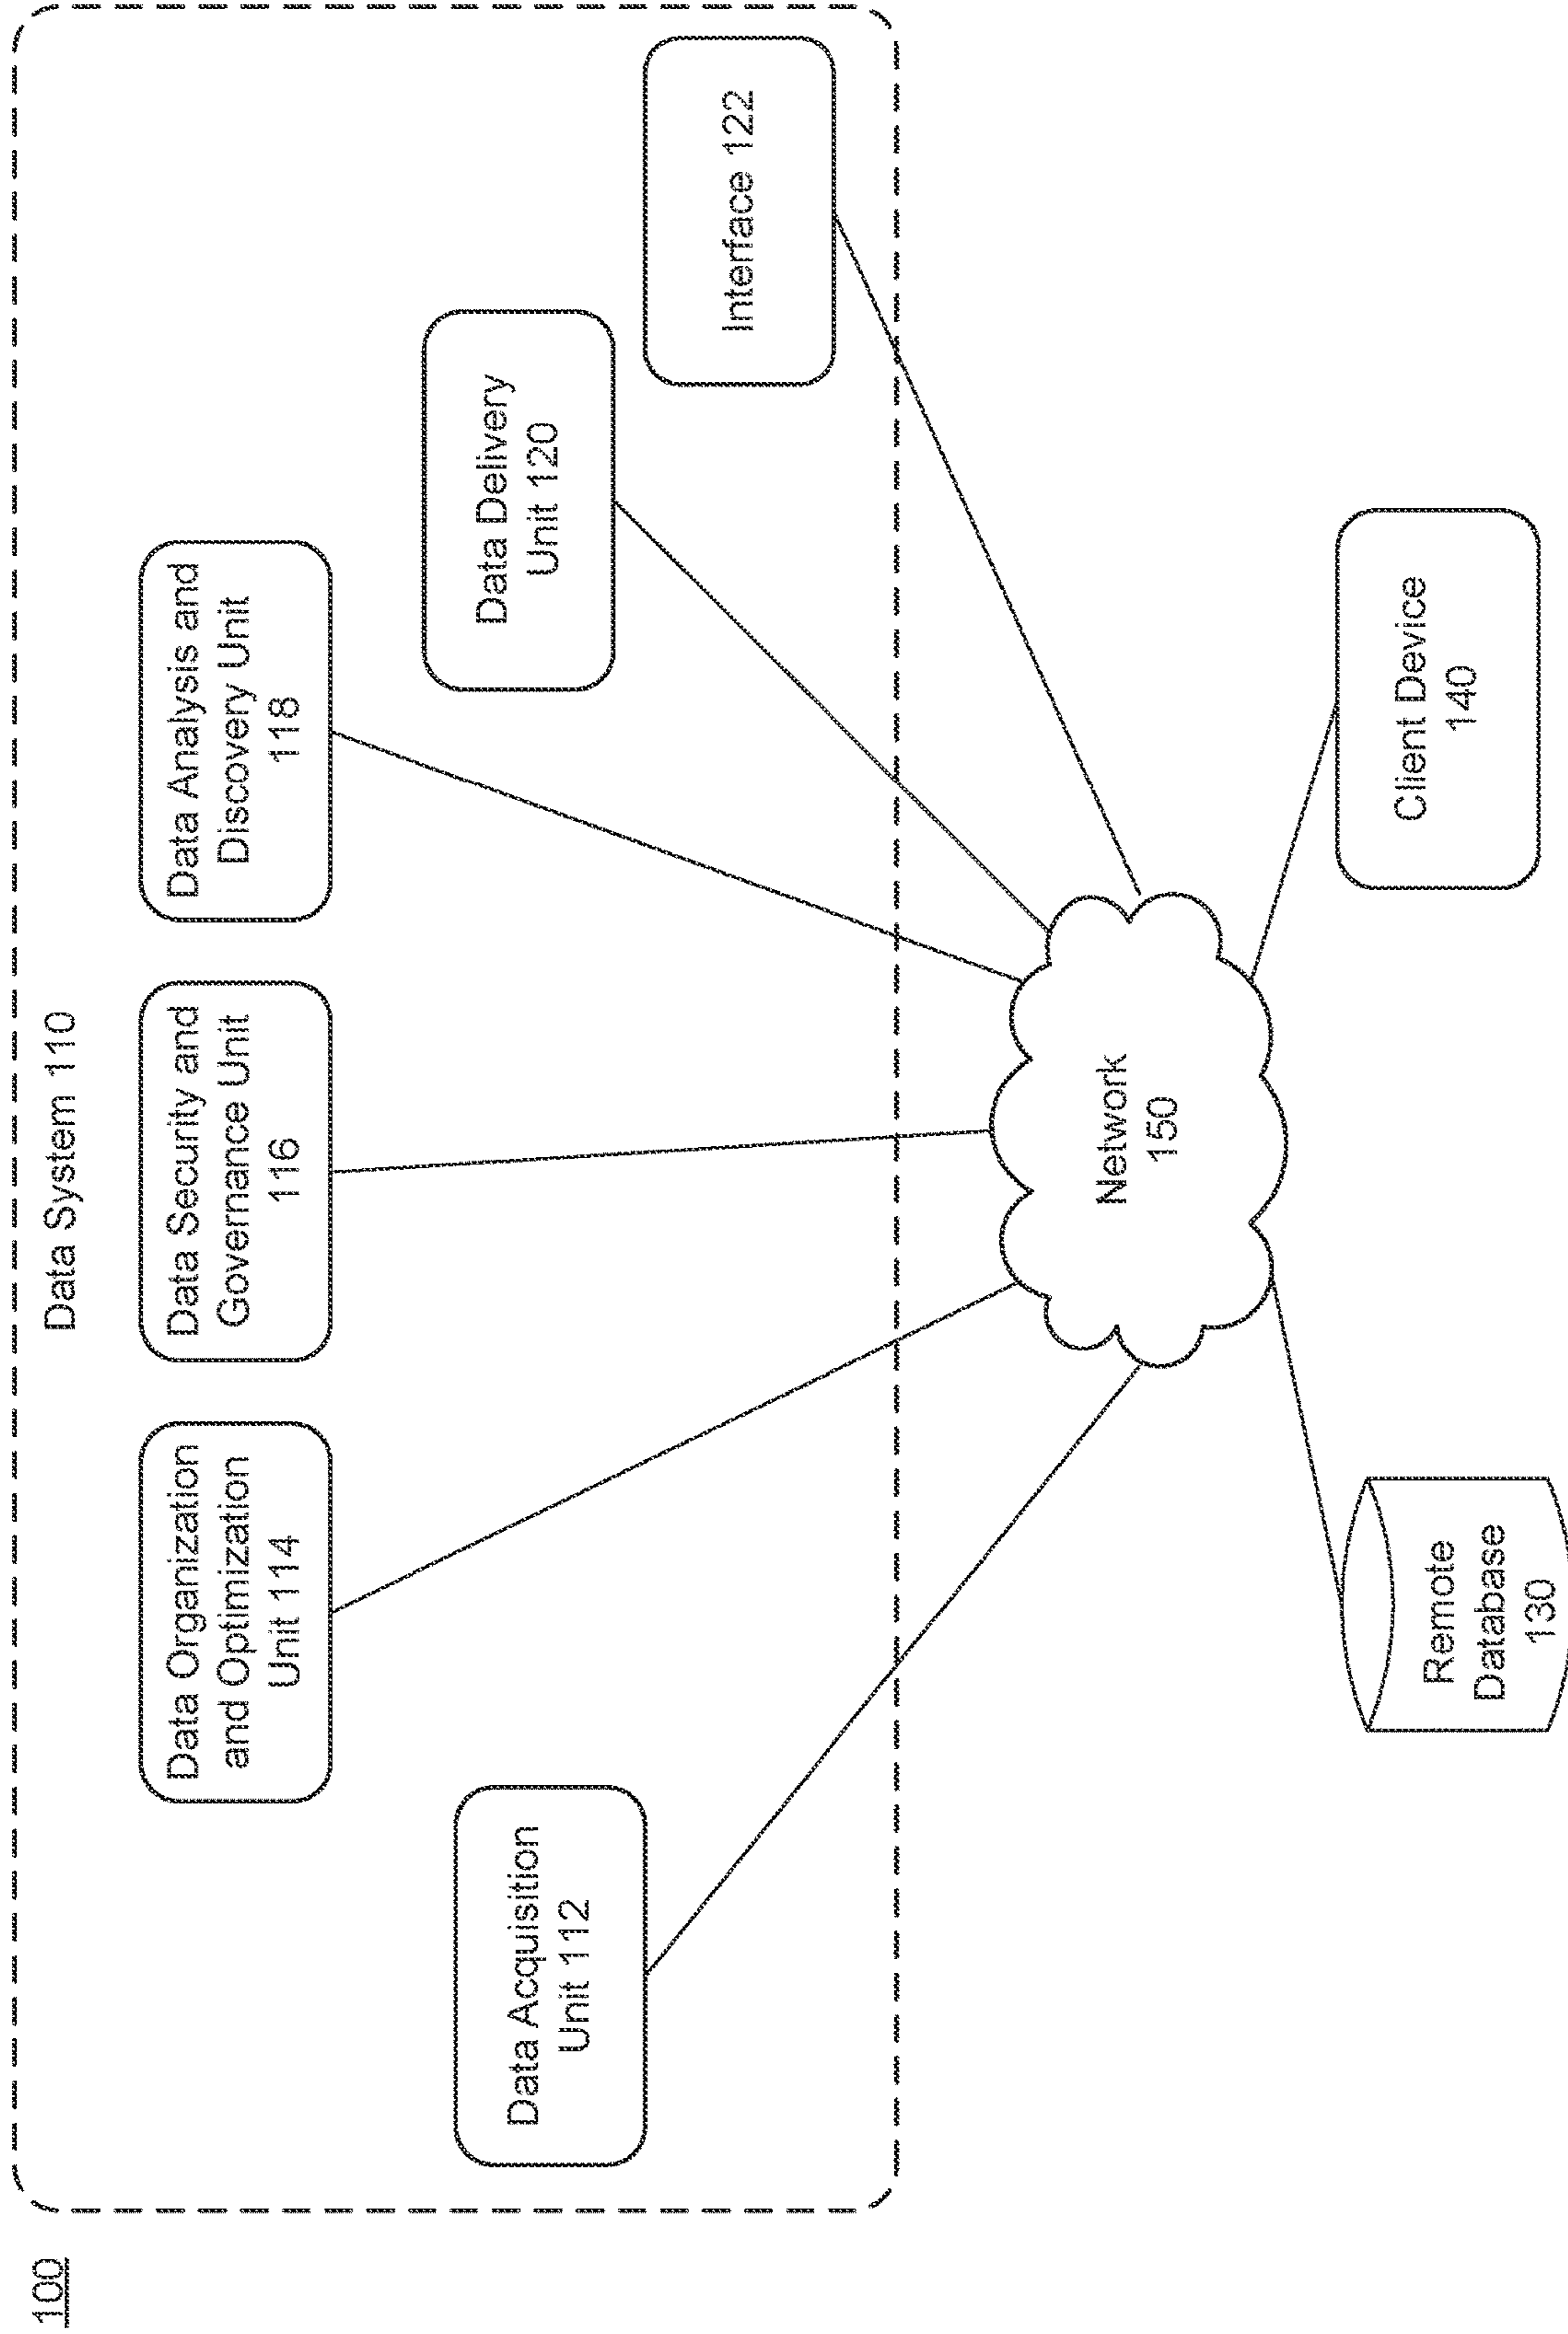 100
Data System 110
Data Acquisition
Unit 112
Data Organization
and Optimization
Unit 114
Data Security and
Governance Unit
116
Data Analysis and
Discovery Unit
118
Data Delivery
Unit 120
Interface 122
Network
150
Remote
Database
130
Client Device
140